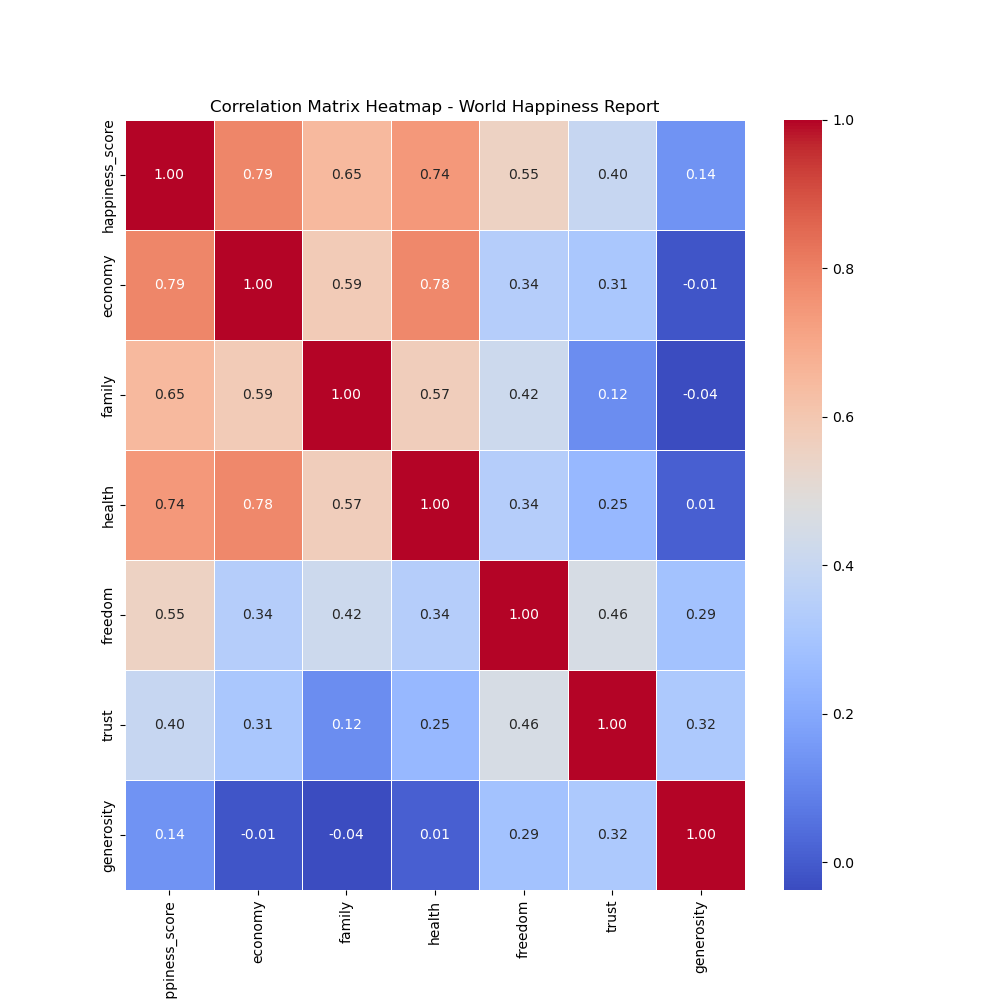 Correlation Matrix Heatmap - World Happiness Report
happiness_score 1.00 0.79 0.65 0.74 0.55 0.40 0.14
economy 0.79 1.00 0.59 0.78 0.34 0.31 -0.01
family 0.65 0.59 1.00 0.57 0.42 0.12 -0.04
health 0.74 0.78 0.57 1.00 0.34 0.25 0.01
freedom 0.55 0.34 0.42 0.34 1.00 0.46 0.29
trust 0.40 0.31 0.12 0.25 0.46 1.00 0.32
generosity 0.14 -0.01 -0.04 0.01 0.29 0.32 1.00
ppiness_score economy family health freedom trust generosity
1.0
0.8
0.6
0.4
0.2
0.0